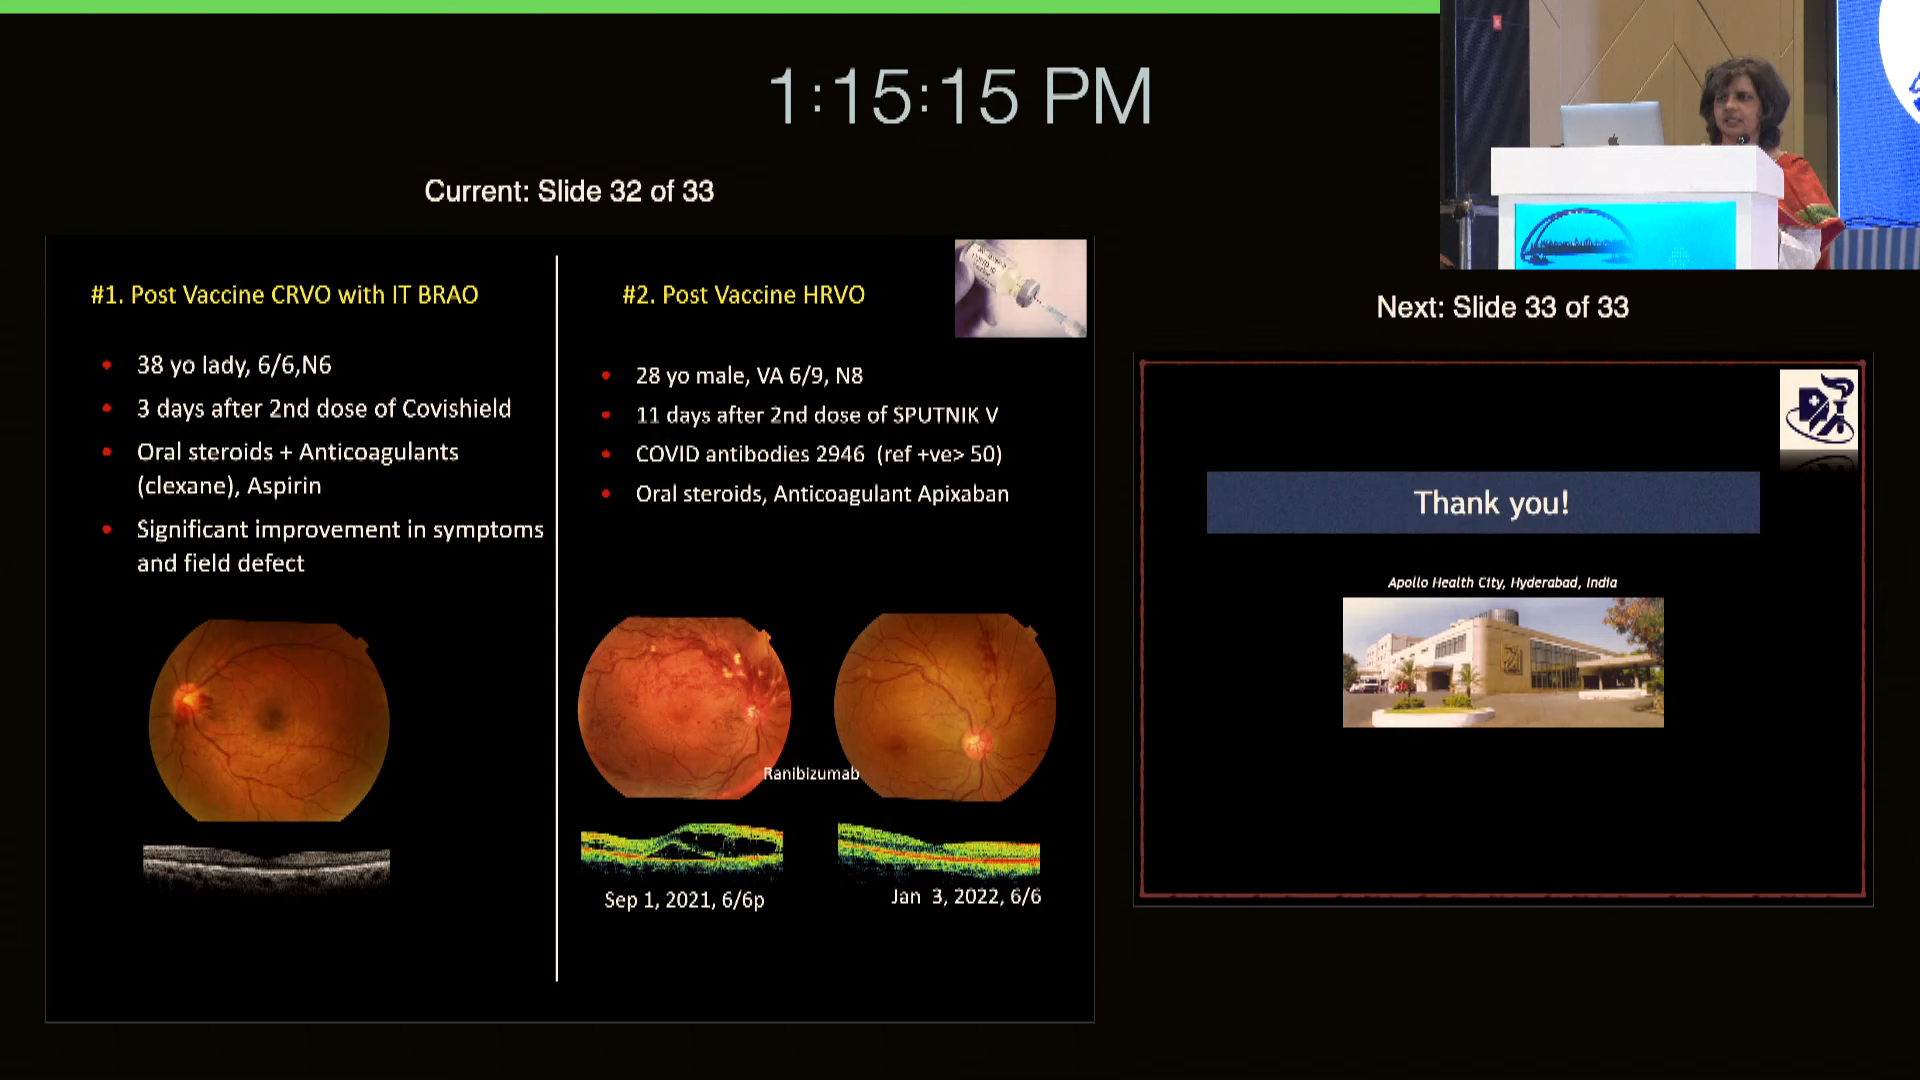 1:15:15 PM
Current: Slide 32 of 33
#1. Post Vaccine CRVO with IT BRAO
• 38 yo lady, 6/6,N6
• 3 days after 2nd dose of Covishield
• Oral steroids + Anticoagulants
(clexane), Aspirin
• Significant improvement in symptoms
and field defect
#2. Post Vaccine HRVO
• 28 yo male, VA 6/9, N8
• 11 days after 2nd dose of SPUTNIK V
• COVID antibodies 2946 (ref +ve> 50)
• Oral steroids, Anticoagulant Apixaban
Ranibizumab
Sep 1, 2021, 6/6p
Jan 3, 2022, 6/6
Next: Slide 33 of 33
Thank you!
Apollo Health City, Hyderabad, India